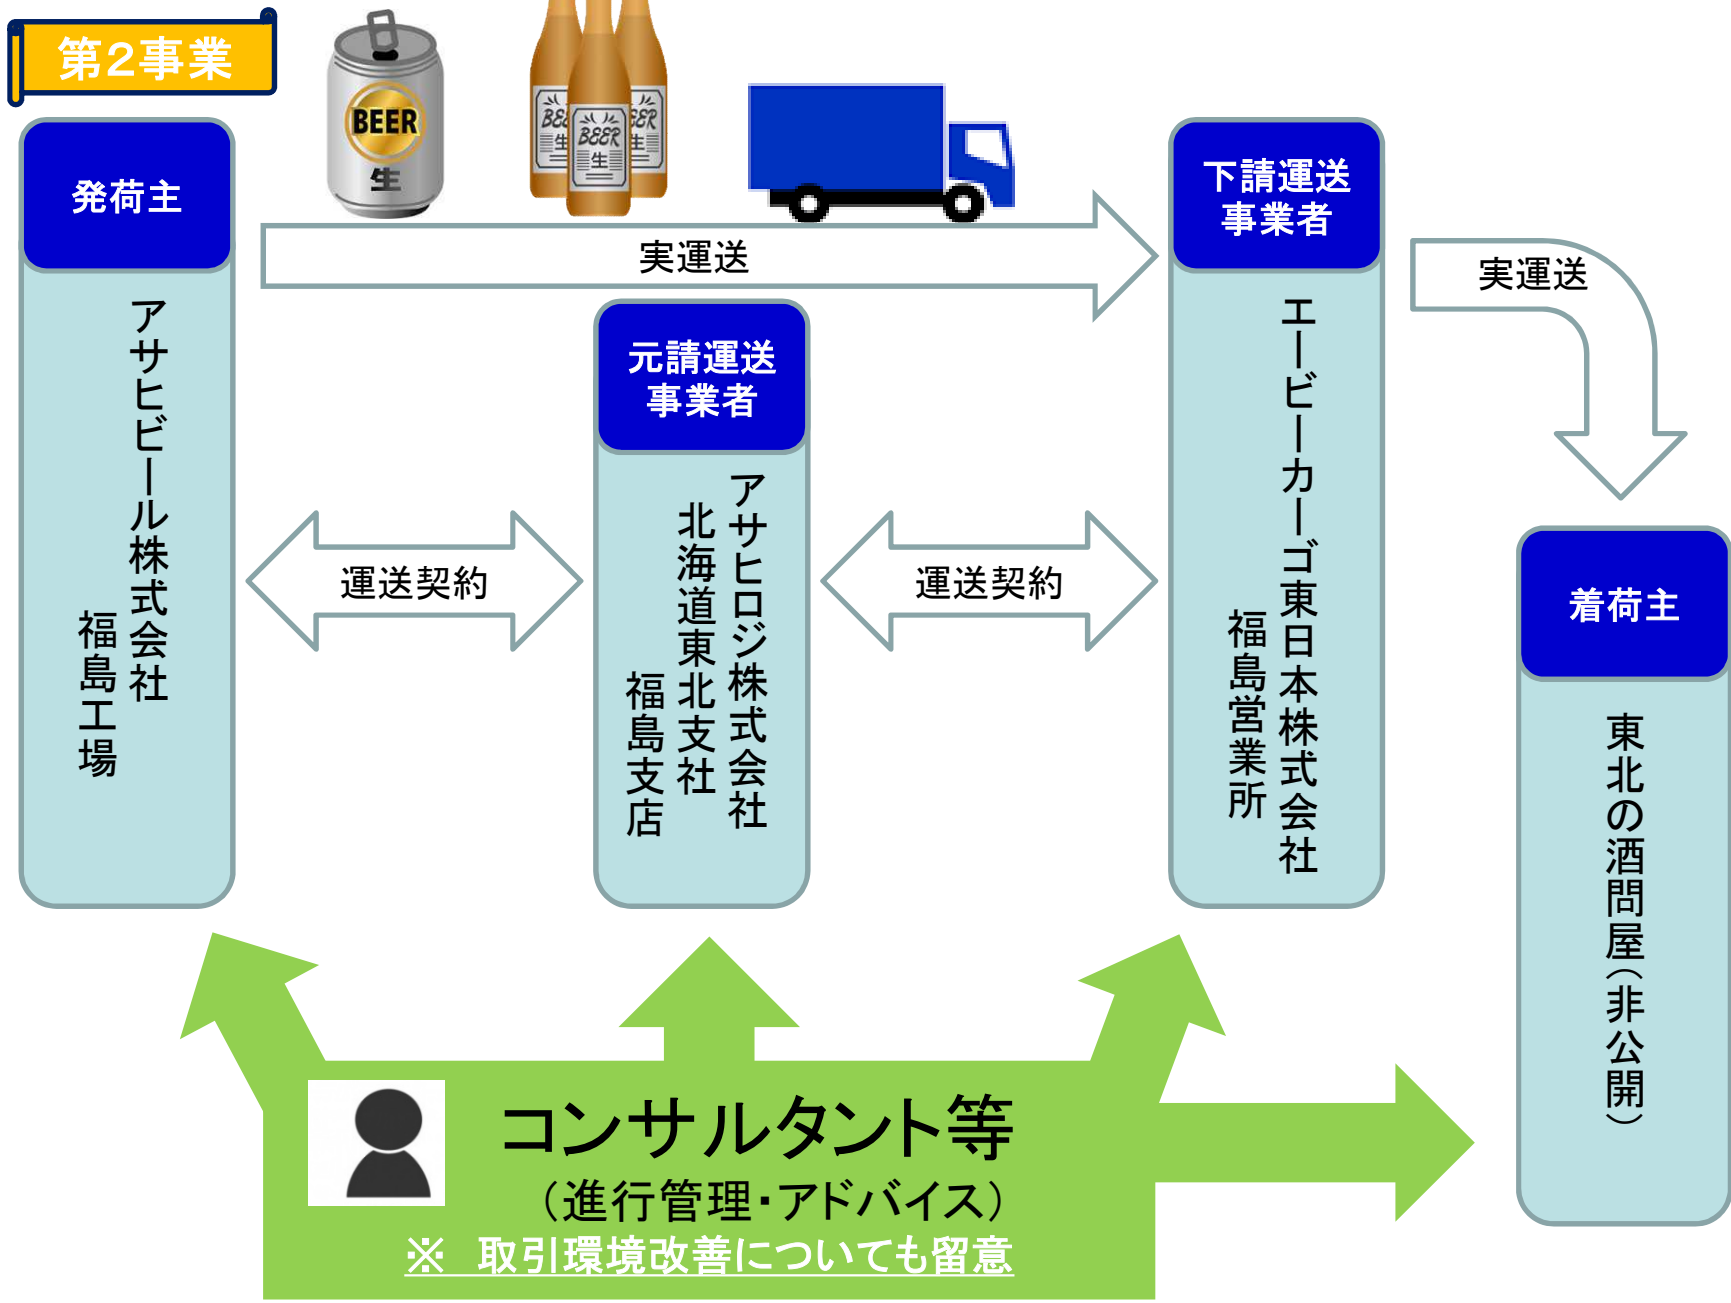 第２事業
BEER
生
BEER
生
BEER
生
BEER
生
発荷主
アサヒビール株式会社
福島工場
実運送
元請運送
事業者
アサヒロジ株式会社
北海道東北支社
福島支店
運送契約
運送契約
下請運送
事業者
エービーカーゴ東日本株式会社
福島営業所
実運送
着荷主
東北の酒問屋（非公開）
コンサルタント等
（進行管理・アドバイス）
※　取引環境改善についても留意